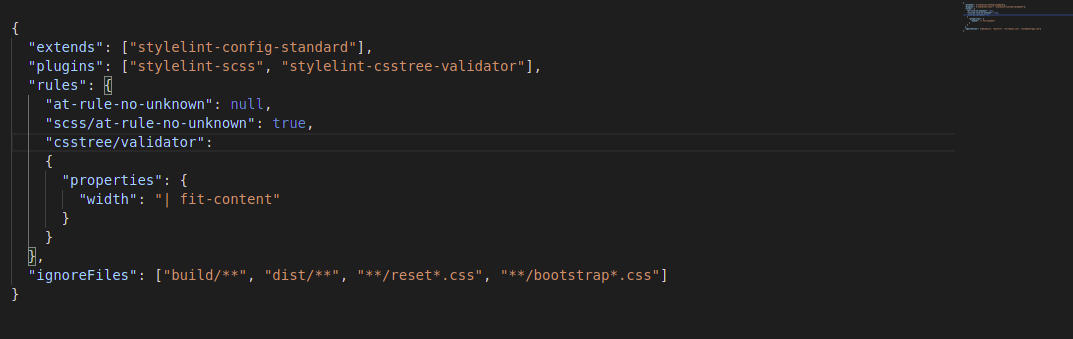 {
  "extends": ["stylelint-config-standard"],
  "plugins": ["stylelint-scss", "stylelint-csstree-validator"],
  "rules": {
    "at-rule-no-unknown": null,
    "scss/at-rule-no-unknown": true,
    "csstree/validator":
    {
      "properties": {
        "width": "| fit-content"
      }
    }
  },
  "ignoreFiles": ["build/**", "dist/**", "**/reset*.css", "**/bootstrap*.css"]
}